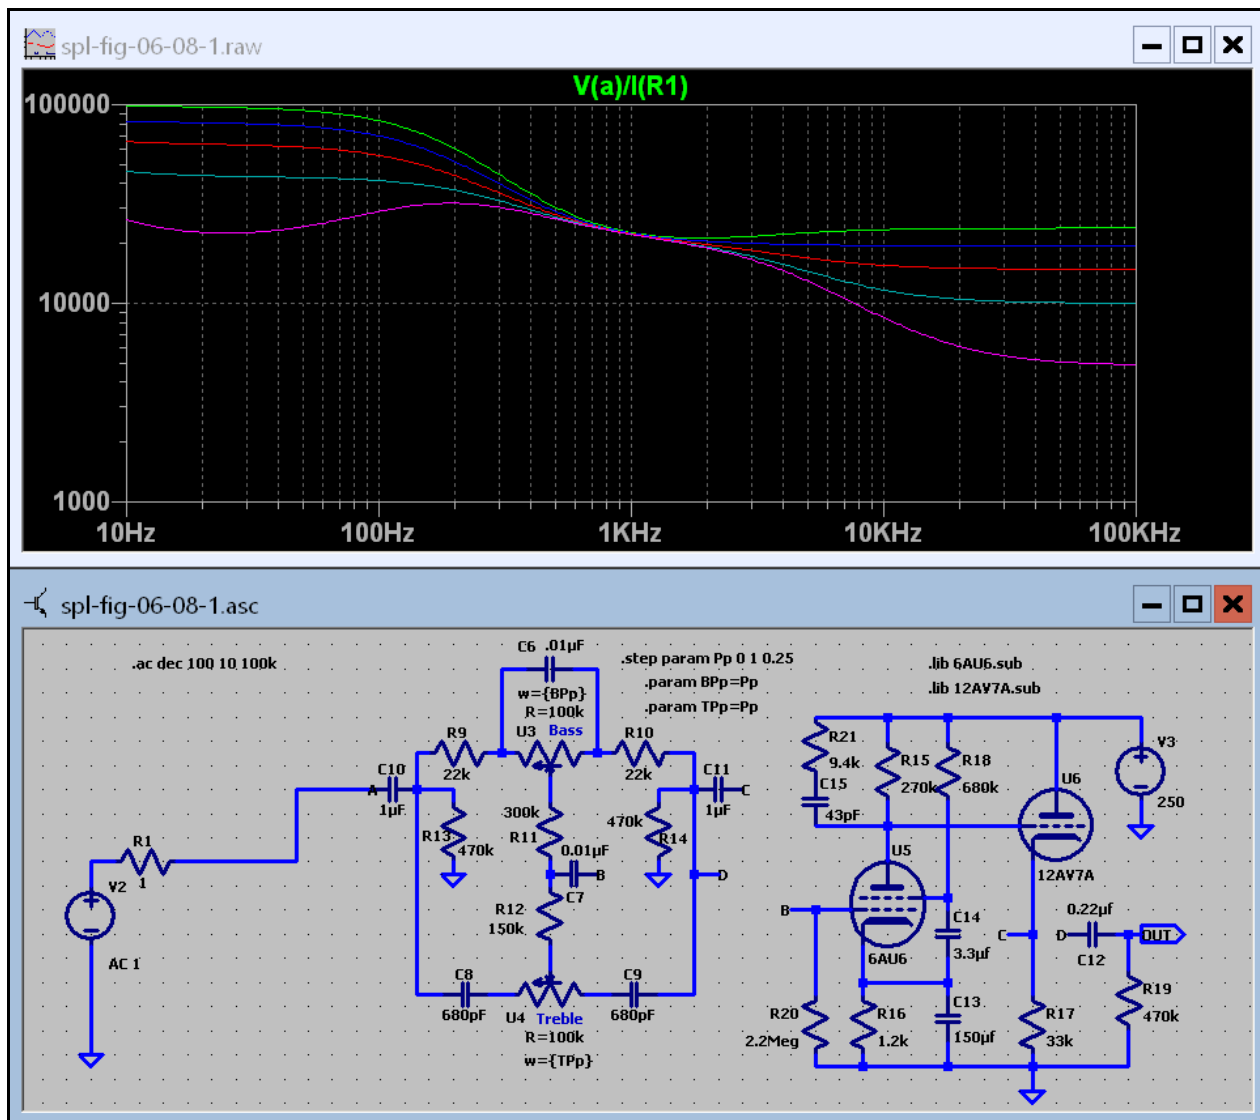 spl-fig-06-08-1.raw
V(a)/I(R1)
100000
10000
1000
10Hz 100Hz 1KHz 10KHz 100KHz
spl-fig-06-08-1.asc
.ac dec 100 10 100k
C6 .01µF
w={BPp}
R=100k
U3 Bass
.step param Pp 0 1 0.25
.param BPp=Pp
.param TPp=Pp
.lib 6AU6.sub
.lib 12AV7A.sub
R9
22k
R10
22k
C10
A
1µF
C11
C
1µF
R13
470k
300k
R11
470k
R14
0.01µF
B
C7
D
R12
150k
R1
1
V2
AC 1
C8
680pF
C9
680pF
U4 Treble
R=100k
w={TPp}
R21
9.4k
C15
43pF
R15
270k
R18
680k
U6
12AV7A
V3
250
U5
6AU6
B
C14
3.3µf
C
D
0.22µf
C12
OUT
R20
2.2Meg
R16
1.2k
C13
150µf
R17
33k
R19
470k